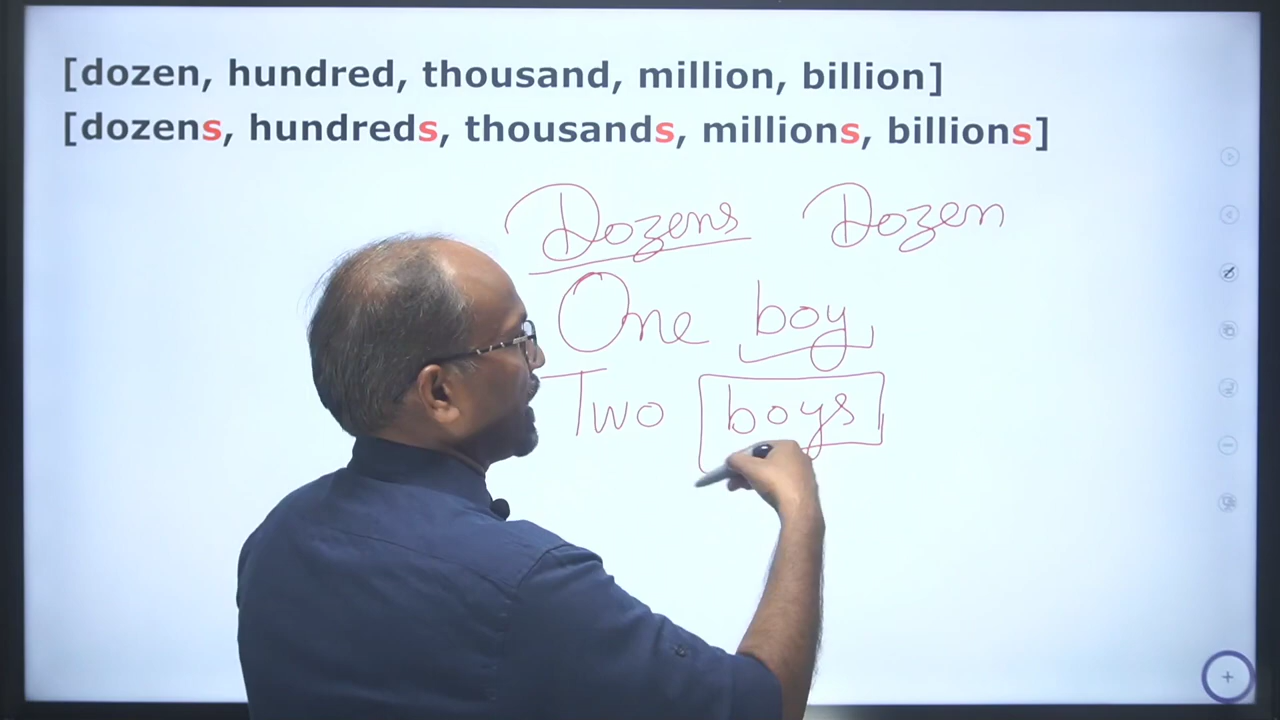 [dozen, hundred, thousand, million, billion]
[dozens, hundreds, thousands, millions, billions]
Dozens Dozen
One boy
Two boys